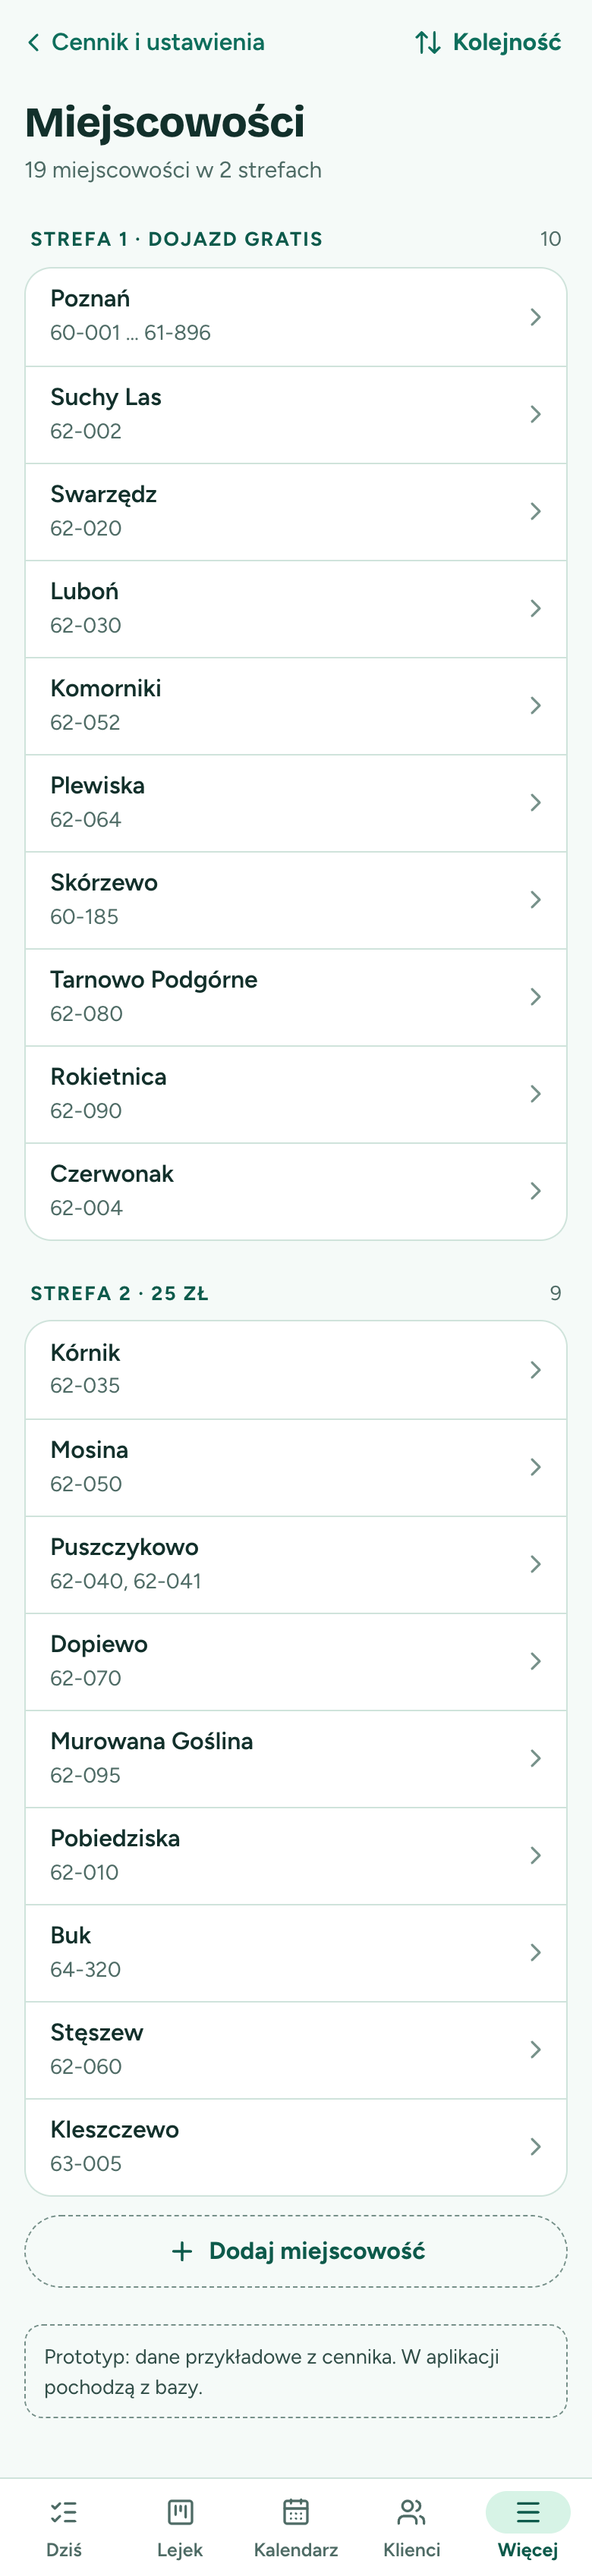 Cennik i ustawienia
Kolejność
Miejscowości
19 miejscowości w 2 strefach
STREFA 1 · DOJAZD GRATIS
10
Poznań
60-001 ... 61-896
Suchy Las
62-002
Swarzędz
62-020
Luboń
62-030
Komorniki
62-052
Plewiska
62-064
Skórzewo
60-185
Tarnowo Podgórne
62-080
Rokietnica
62-090
Czerwonak
62-004
STREFA 2 · 25 ZŁ
9
Kórnik
62-035
Mosina
62-050
Puszczykowo
62-040, 62-041
Dopiewo
62-070
Murowana Goślina
62-095
Pobiedziska
62-010
Buk
64-320
Stęszew
62-060
Kleszczewo
63-005
Dodaj miejscowość
Prototyp: dane przykładowe z cennika. W aplikacji
pochodzą z bazy.
Dziś
Lejek
Kalendarz
Klienci
Więcej